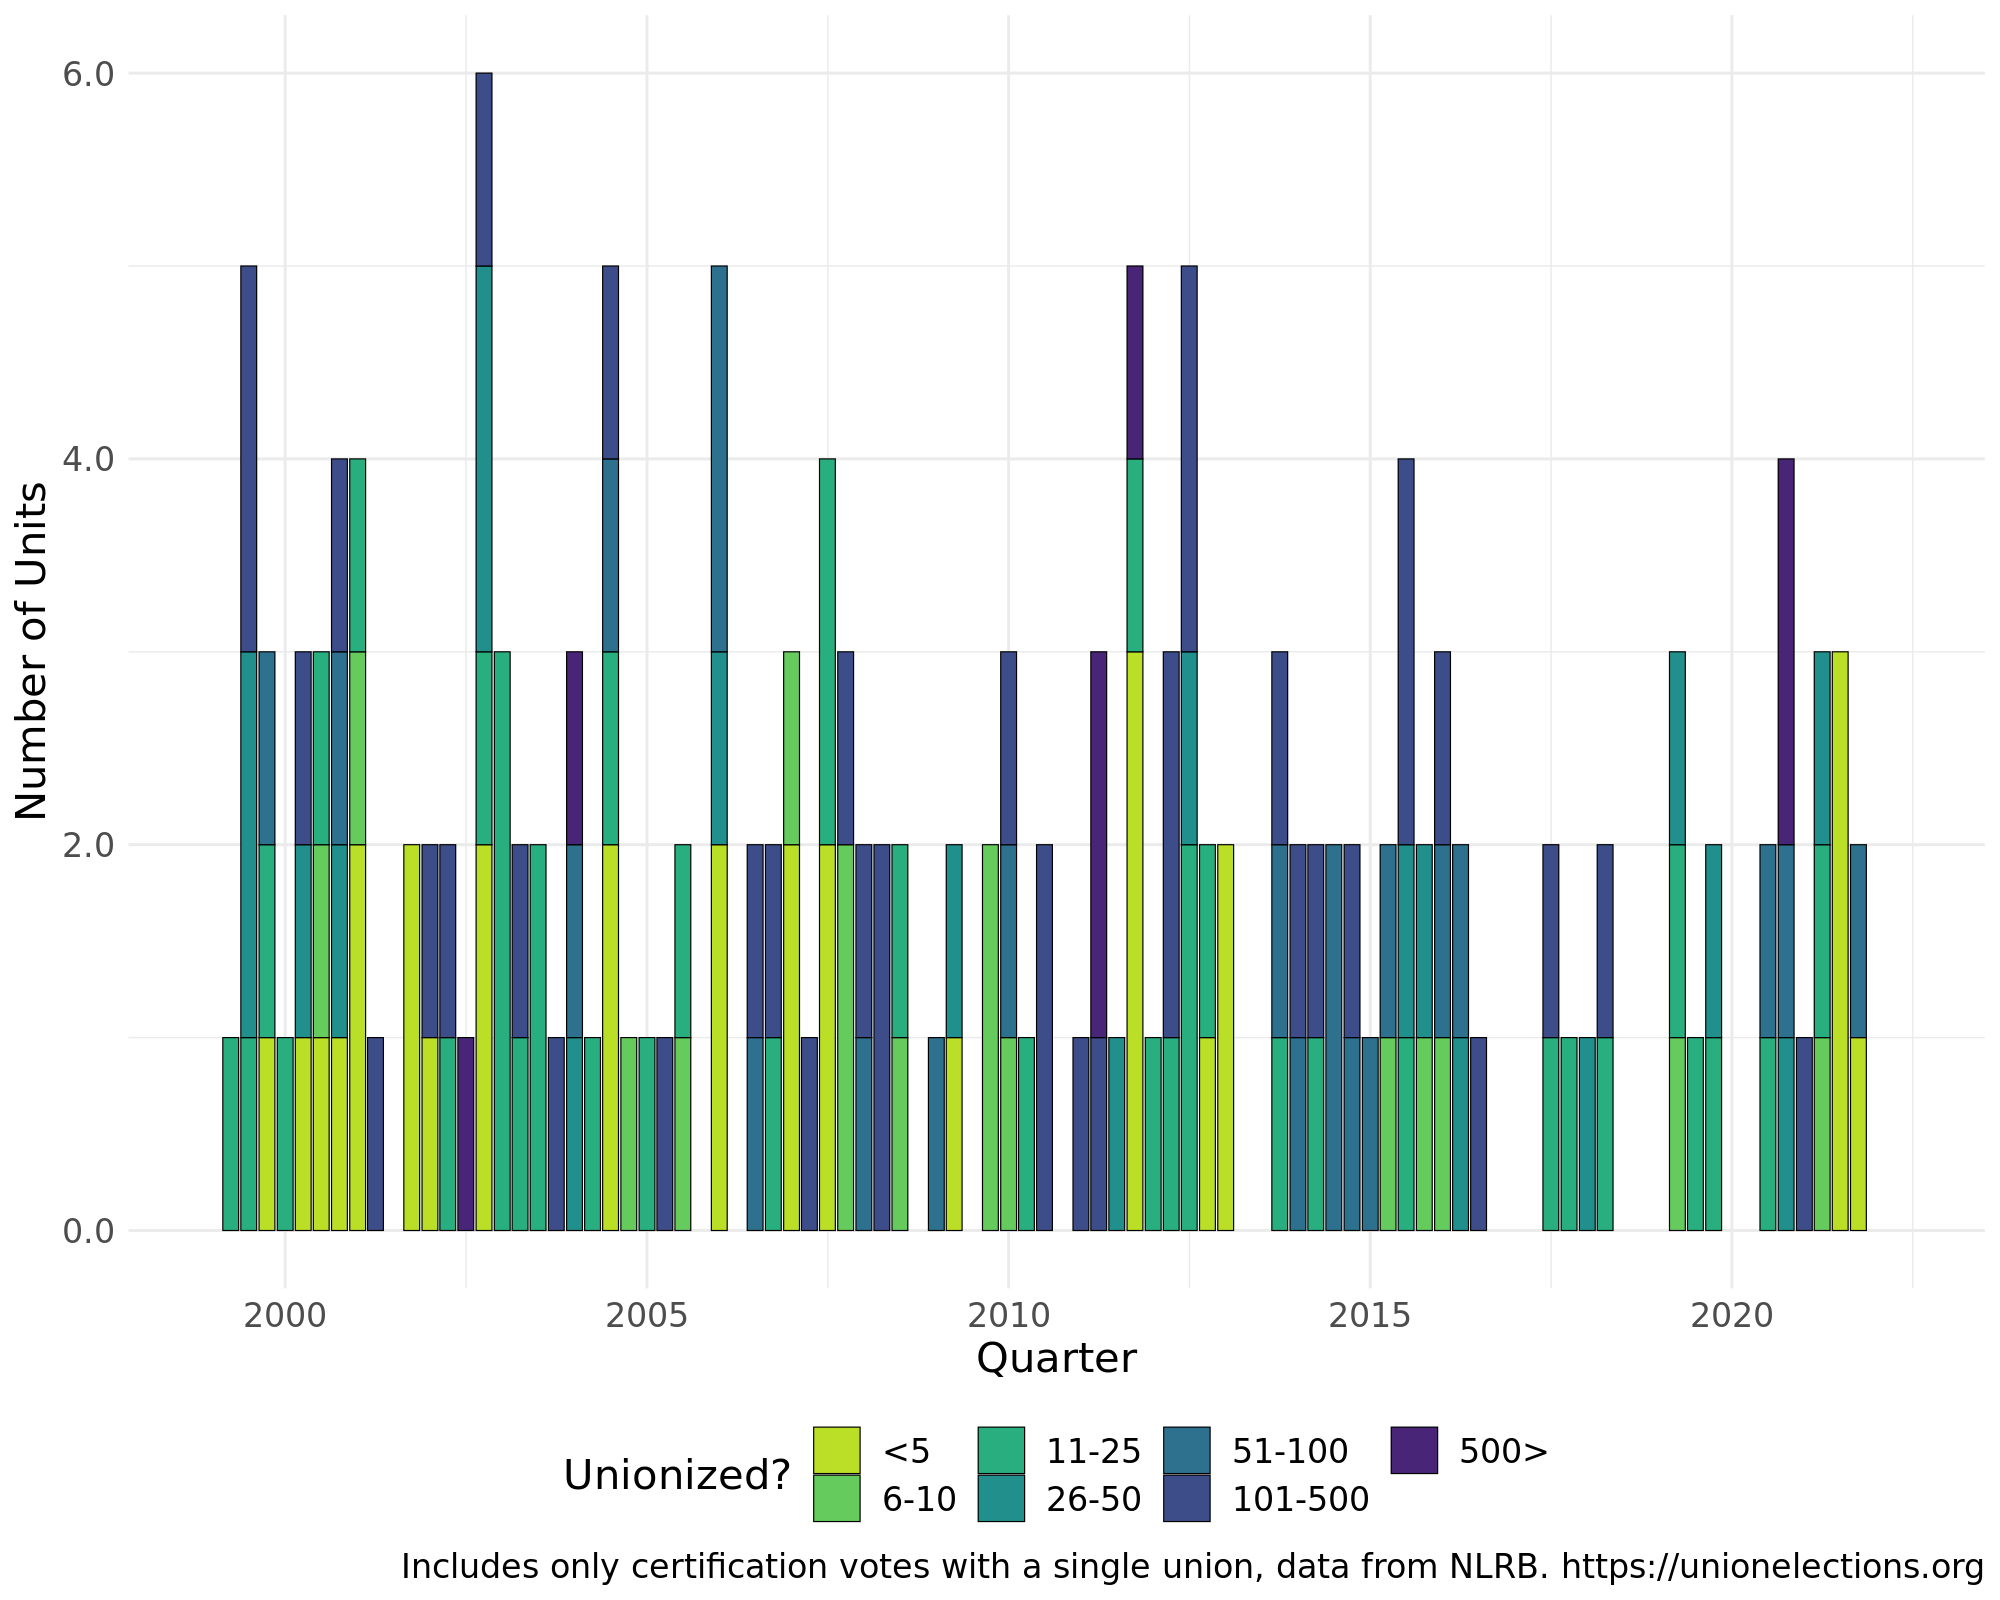 6.0
4.0
2.0
0.0
Number of Units
2000 2005 2010 2015 2020
Quarter
Unionized?
<5 11-25 51-100 500>
6-10 26-50 101-500
Includes only certification votes with a single union, data from NLRB. https://unionelections.org